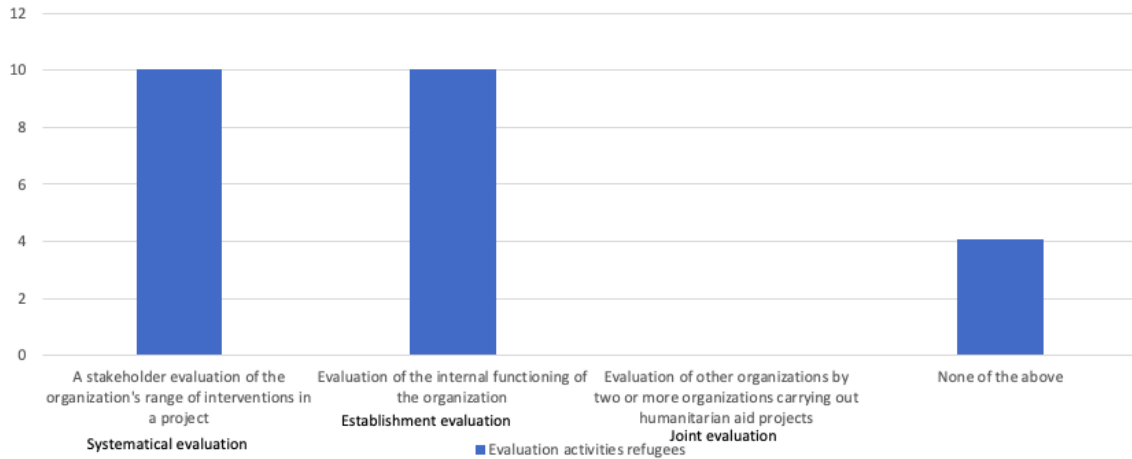 12
10
8
6
4
2
0
A stakeholder evaluation of the
organization's range of interventions in
a project
Systematical evaluation
Evaluation of the internal functioning of
the organization
Establishment evaluation
Evaluation of other organizations by
two or more organizations carrying out
humanitarian aid projects
Joint evaluation
None of the above
Evaluation activities refugees